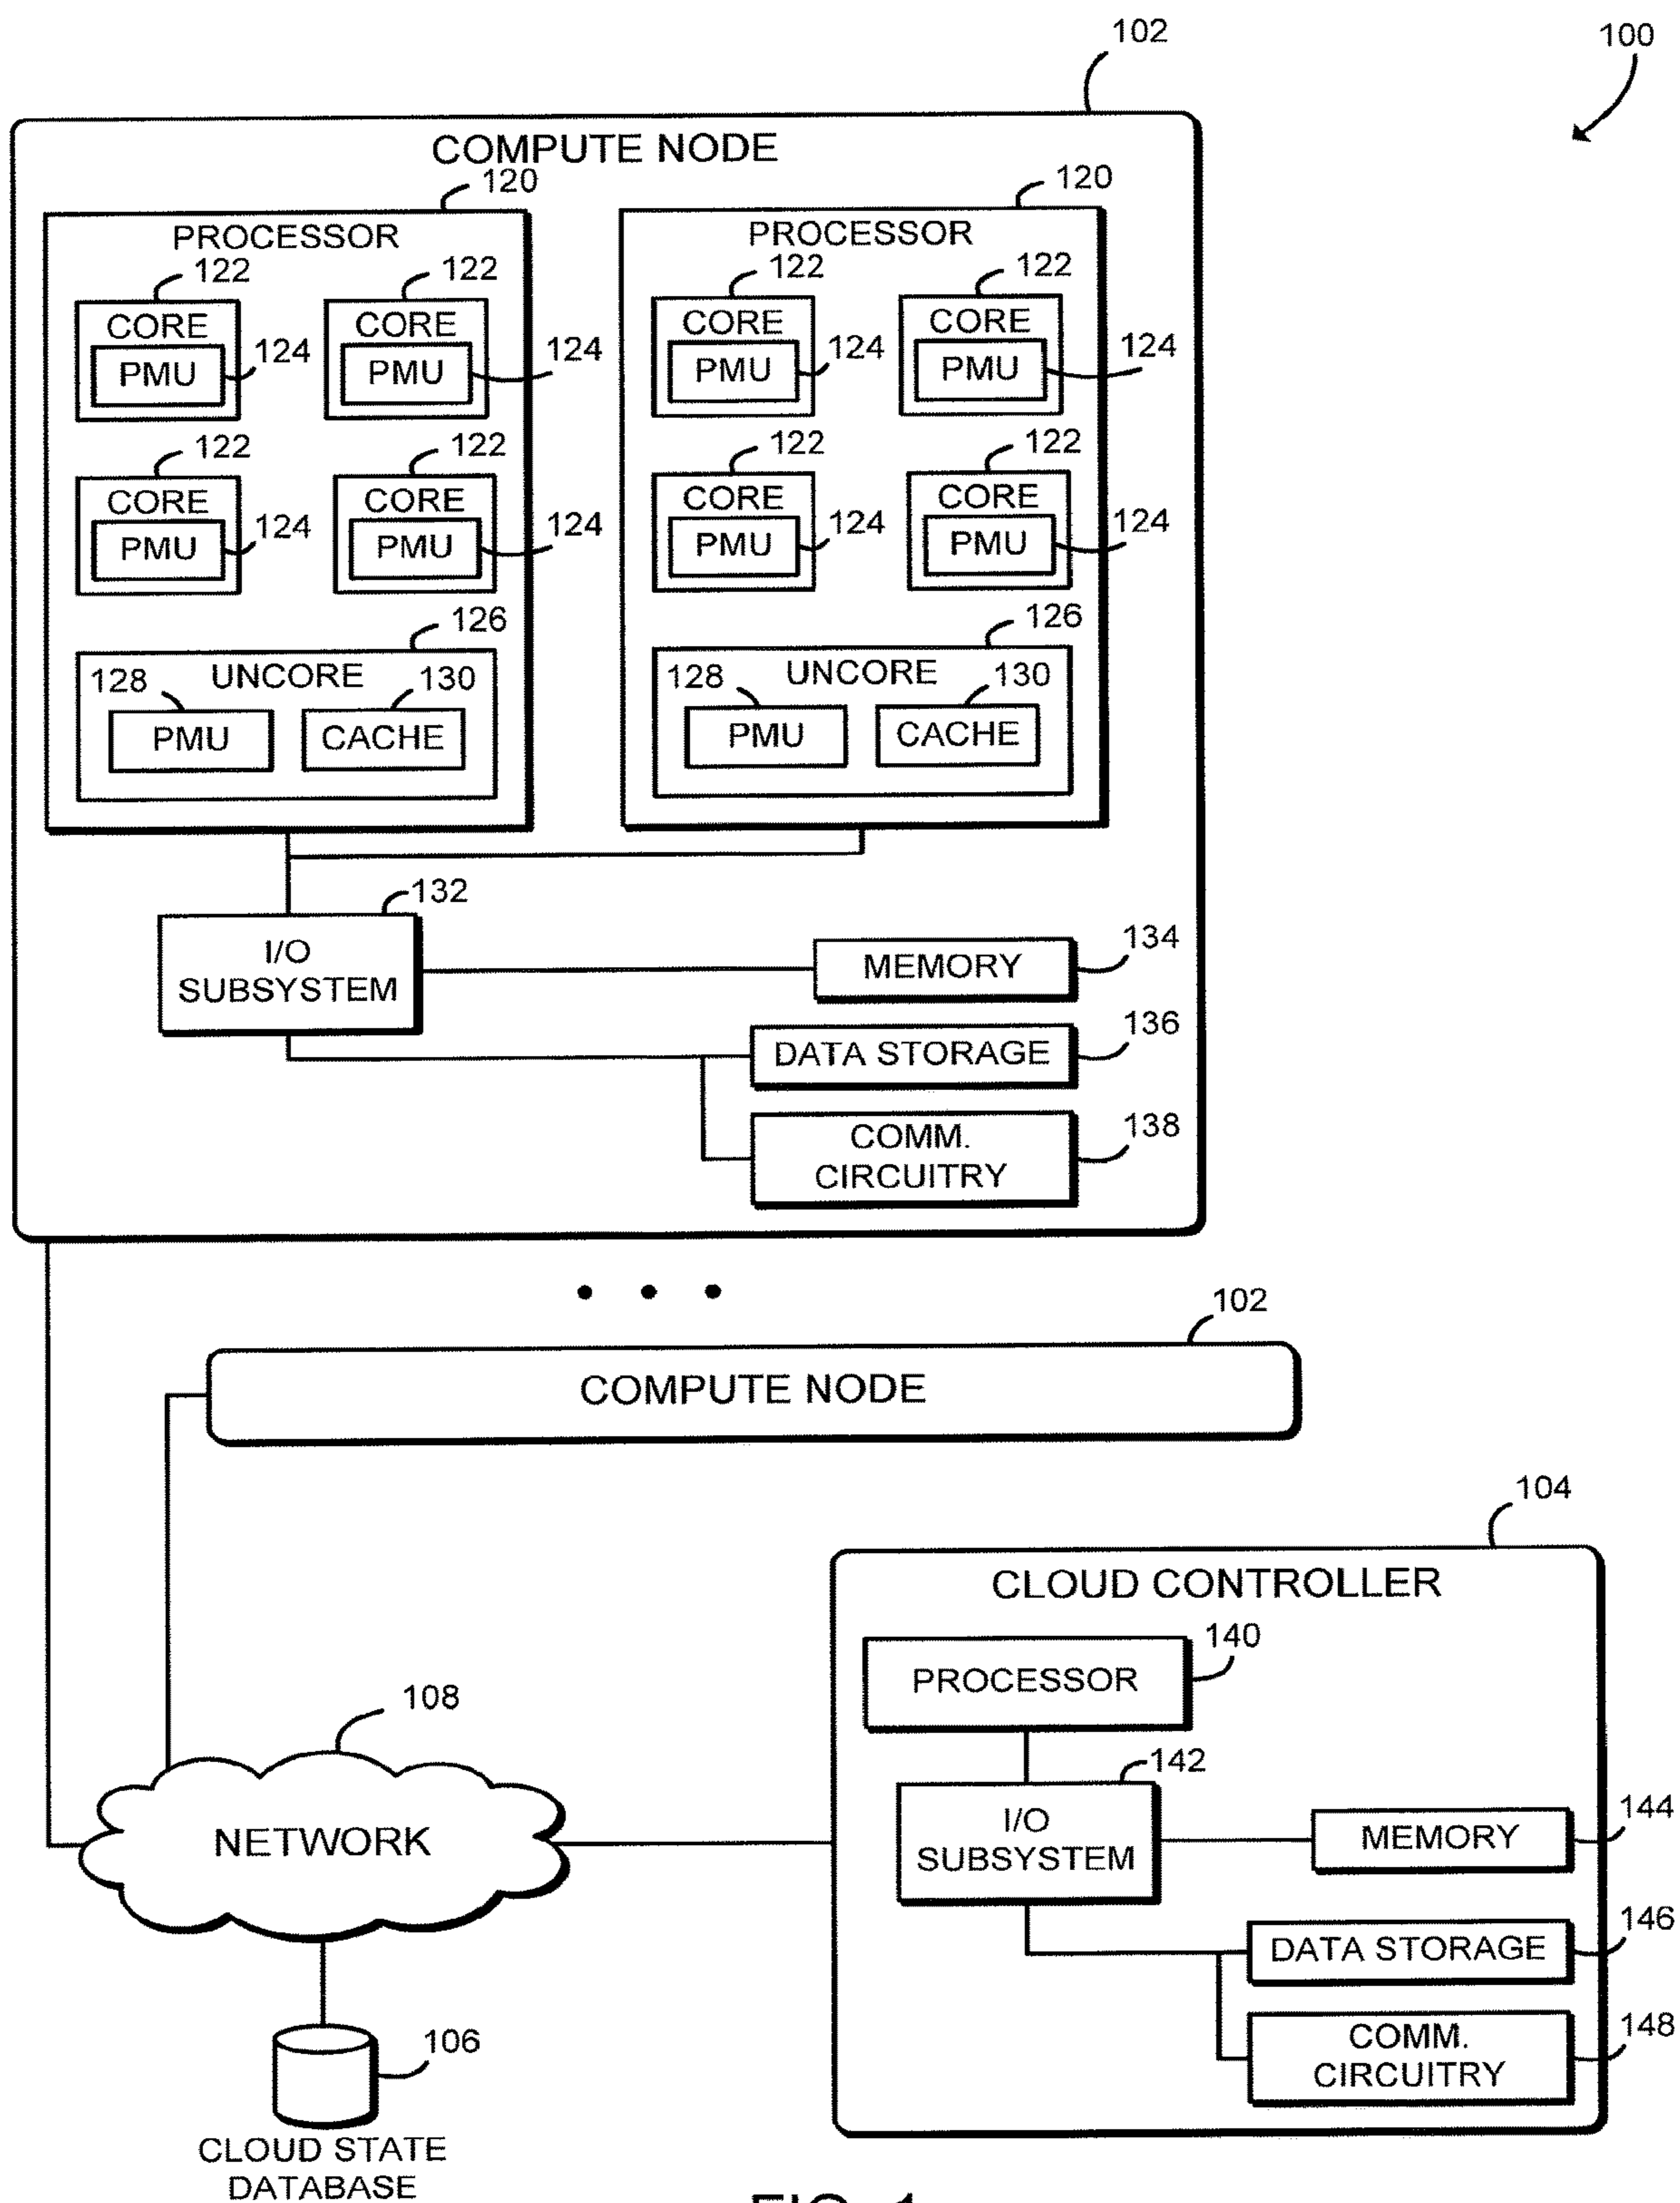 102
100
COMPUTE NODE
120
120
PROCESSOR
PROCESSOR
122
122
122
122
CORE
CORE
CORE
CORE
PMU
124
PMU
124
PMU
124
PMU
124
122
122
122
122
CORE
CORE
CORE
CORE
PMU
124
PMU
124
PMU
124
PMU
124
126
126
128
UNCORE
130
128
UNCORE
130
PMU
CACHE
PMU
CACHE
132
I/O
SUBSYSTEM
MEMORY
134
DATA STORAGE
136
COMM.
CIRCUITRY
138
102
COMPUTE NODE
104
CLOUD CONTROLLER
PROCESSOR
140
108
NETWORK
142
I/O
SUBSYSTEM
MEMORY
144
DATA STORAGE
146
COMM.
CIRCUITRY
148
106
CLOUD STATE
DATABASE
FIG. 1